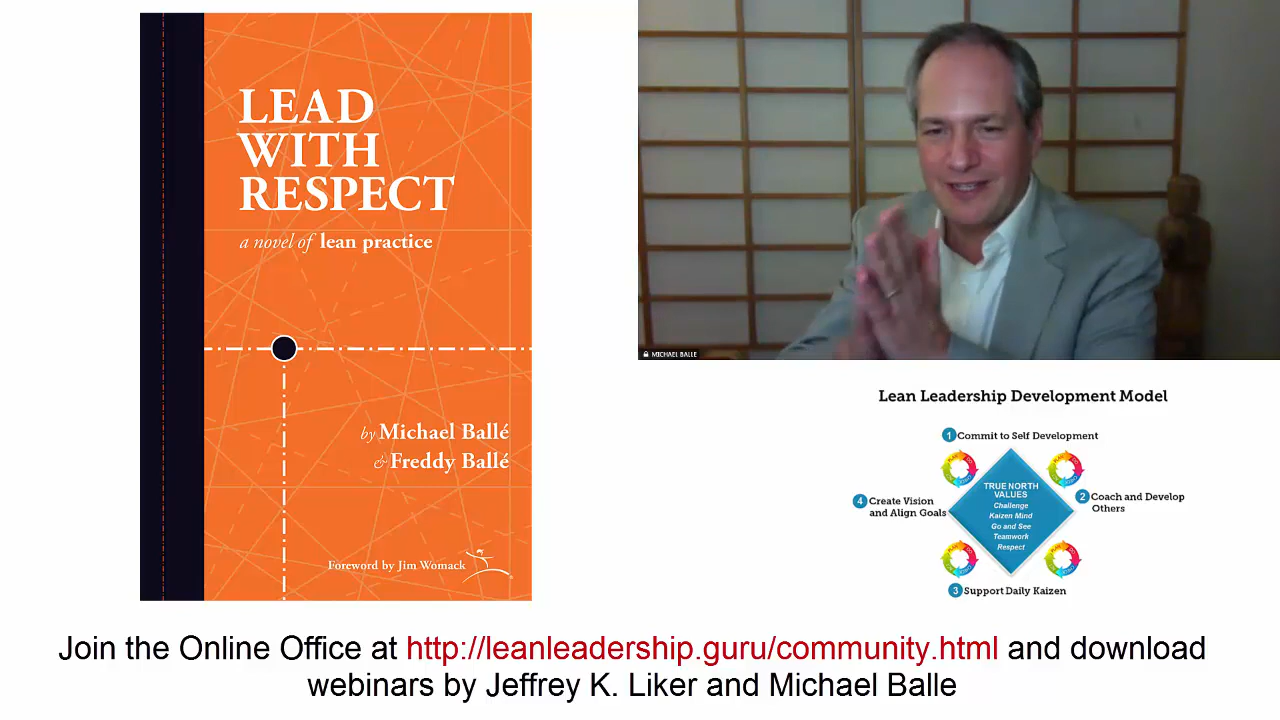 LEAD
WITH
RESPECT
a novel of lean practice
by Michael Ballé
& Freddy Ballé
Foreword by Jim Womack
MICHAEL BALLE
Lean Leadership Development Model
1 Commit to Self Development
TRUE NORTH
VALUES
Challenge
Kaizen Mind
Go and See
Teamwork
Respect
2 Coach and Develop
Others
4 Create Vision
and Align Goals
3 Support Daily Kaizen
Join the Online Office at http://leanleadership.guru/community.html and download
webinars by Jeffrey K. Liker and Michael Balle